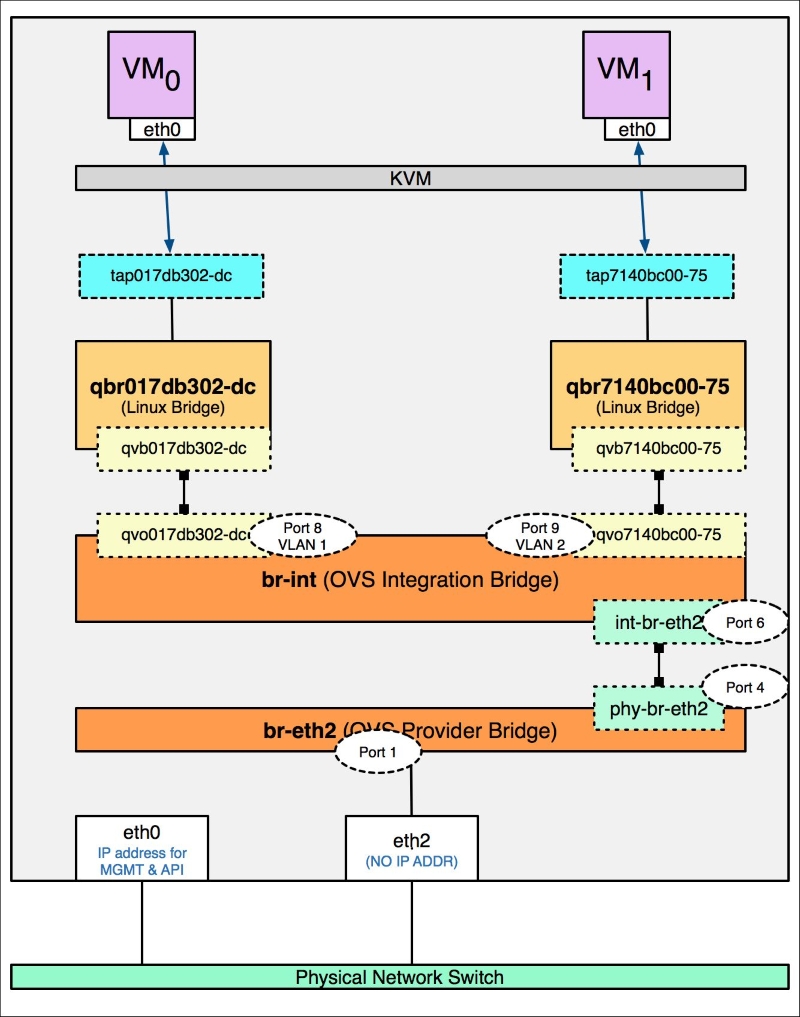 VM0
VM1
eth0
eth0
KVM
tap017db302-dc
tap7140bc00-75
qbr017db302-dc
(Linux Bridge)
qbr7140bc00-75
(Linux Bridge)
qvb017db302-dc
qvb7140bc00-75
qvo017db302-dc
Port 8
VLAN 1
Port 9
VLAN 2
qvo7140bc00-75
br-int (OVS Integration Bridge)
int-br-eth2
Port 6
Port 4
phy-br-eth2
br-eth2 (OVS Provider Bridge)
Port 1
eth0
IP address for
MGMT & API
eth2
(NO IP ADDR)
Physical Network Switch